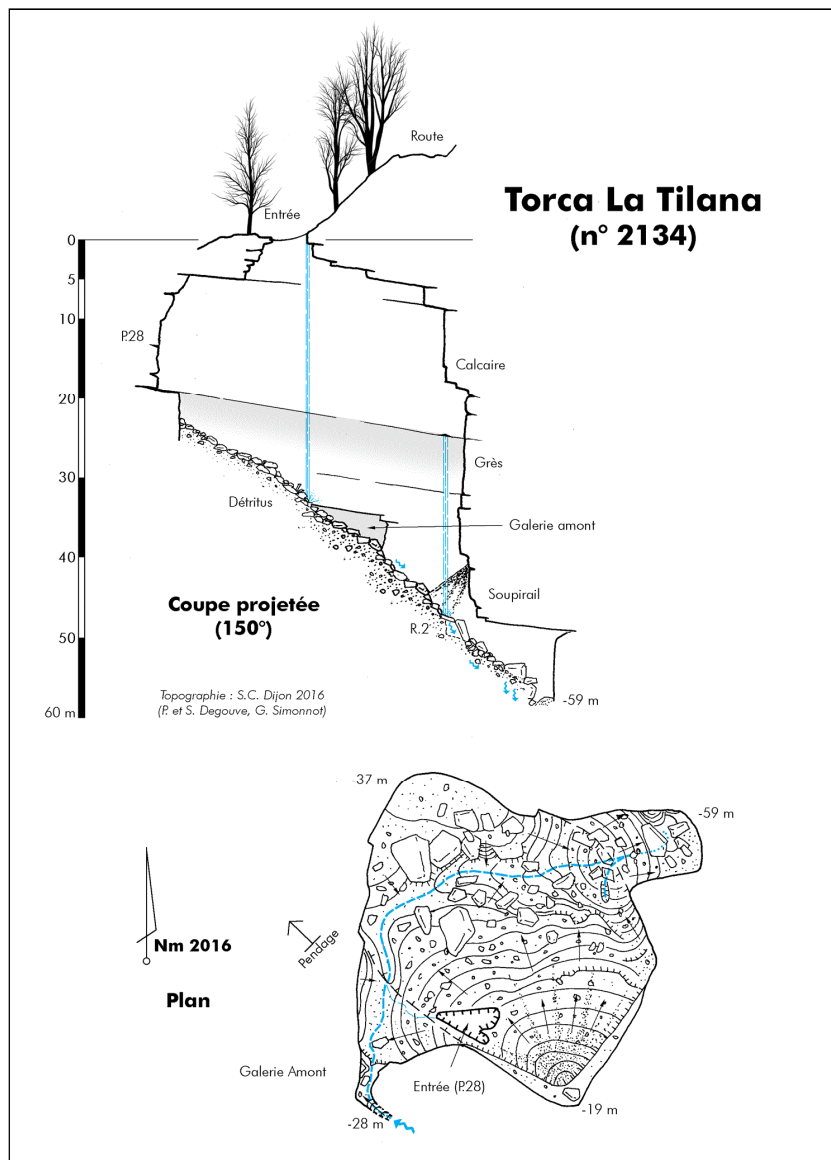 Route
Torca La Tilana
(n° 2134)
Entrée
0
5
10
P.28
Calcaire
20
Grès
30
Détritus
Galerie amont
40
Soupirail
Coupe projetée
(150°)
R.2
50
Topographie : S.C. Dijon 2016
(P. et S. Degouve, G. Simonnot)
-59 m
60 m
-37 m
-59 m
Nm 2016
Pendage
Plan
Galerie Amont
Entrée (P.28)
-19 m
-28 m